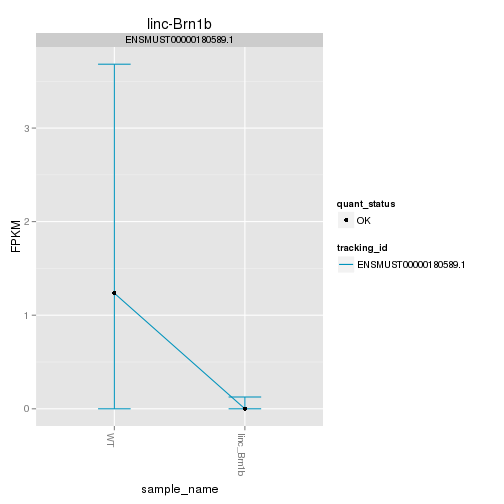 linc-Brn1b
ENSMUST00000180589.1
FPKM
3
2
1
0
WT
linc_Brn1b
sample_name
quant_status
OK
tracking_id
ENSMUST00000180589.1